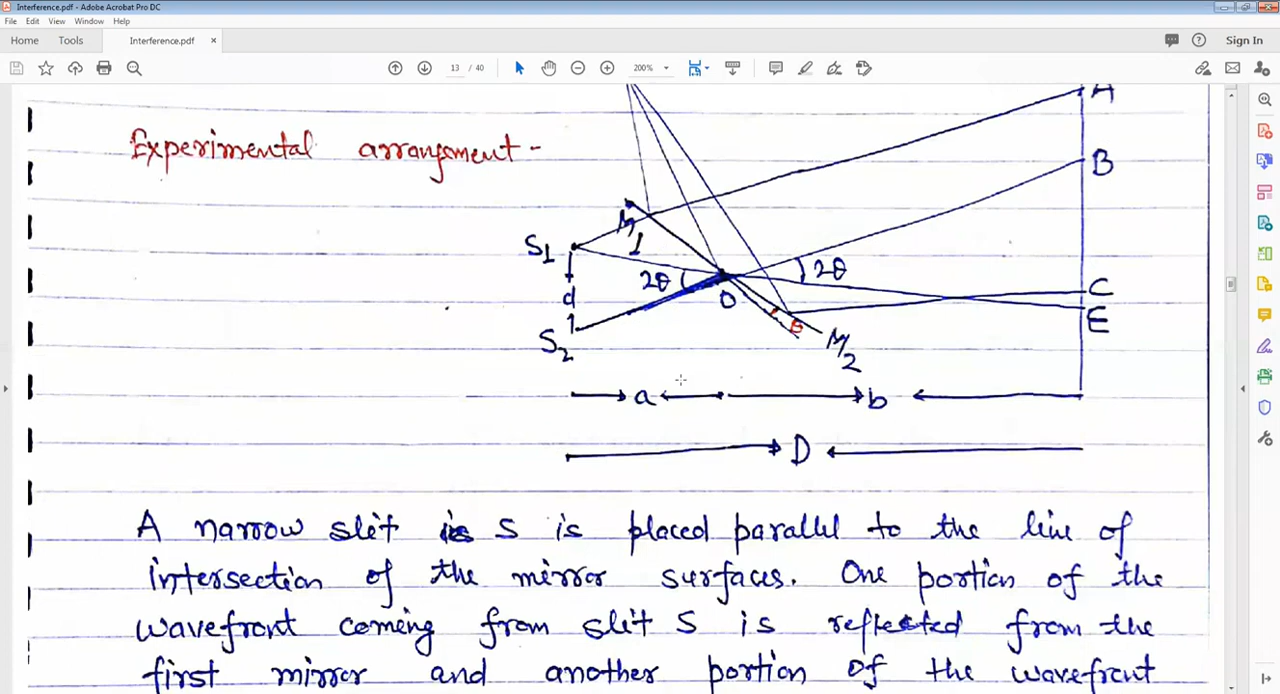 Interference.pdf - Adobe Acrobat Pro DC
File Edit View Window Help
Home Tools Interference.pdf × Sign In
13 / 40 200%
A
Experimental arrangement -
B
M1
S1
2θ 2θ
d
O
C
E
θ
S2
M2
a b
D
A narrow slit is S is placed parallel to the line of
intersection of the mirror surfaces. One portion of the
wavefront coming from slit S is reflected from the
first mirror and another portion of the wavefront